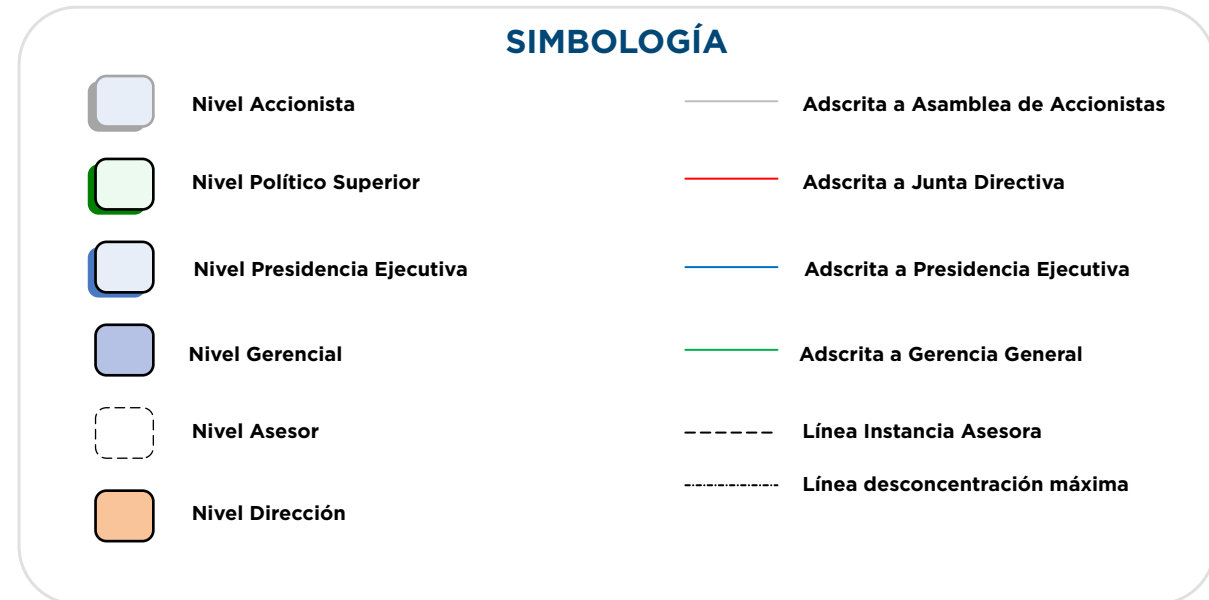 SIMBOLOGÍA
Nivel Accionista
Adscrita a Asamblea de Accionistas
Nivel Político Superior
Adscrita a Junta Directiva
Nivel Presidencia Ejecutiva
Adscrita a Presidencia Ejecutiva
Nivel Gerencial
Adscrita a Gerencia General
Nivel Asesor
Línea Instancia Asesora
Línea desconcentración máxima
Nivel Dirección